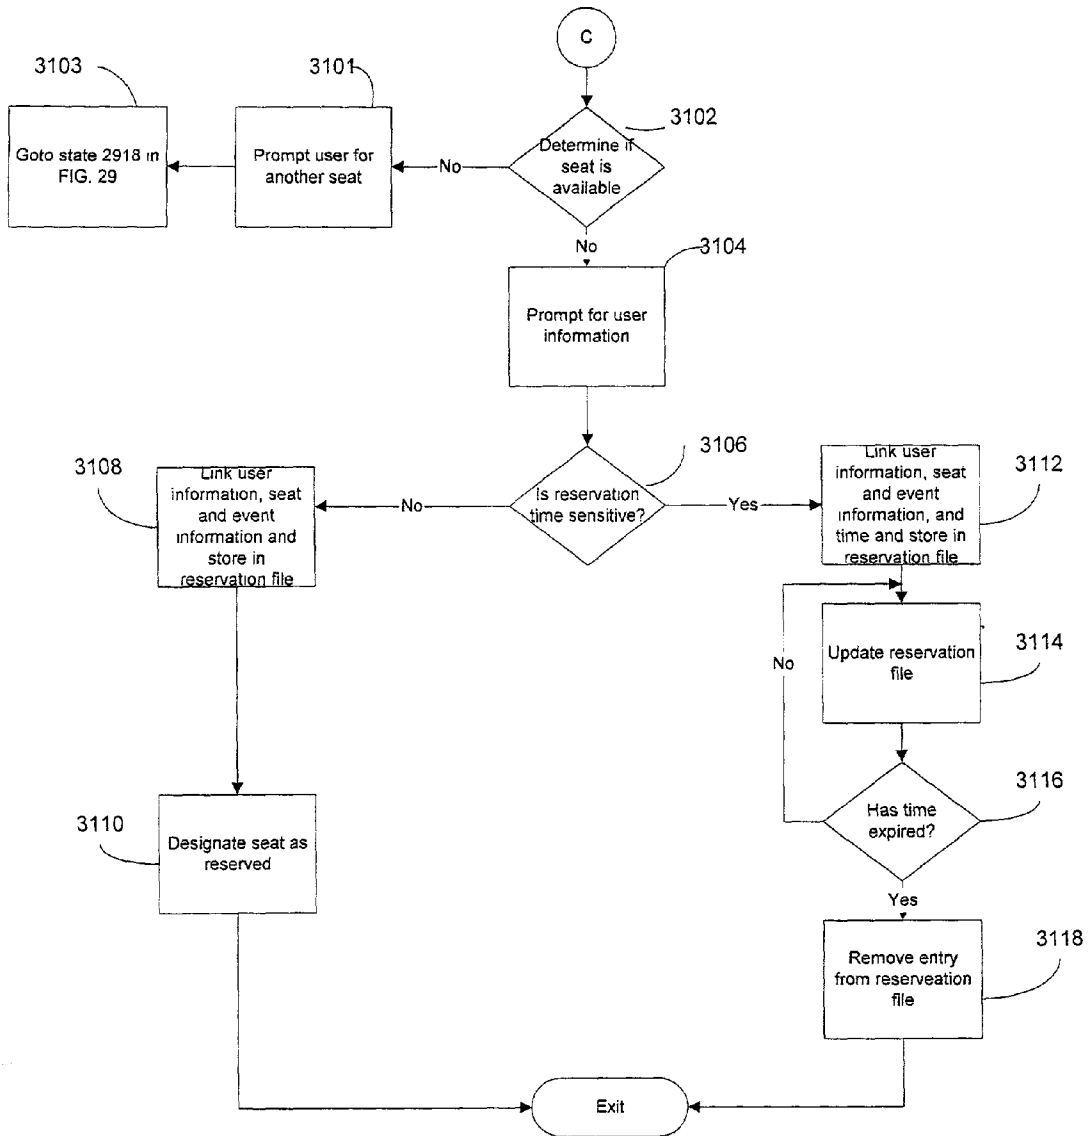 C
3103
3101
3102
Goto state 2918 in
FIG. 29
Prompt user for
another seat
No
Determine if
seat is
available
No
3104
Prompt for user
information
3106
Is reservation
time sensitive?
No
Yes
3108
Link user
information, seat
and event
information and
store in
reservation file
3112
Link user
information, seat
and event
information, and
time and store in
reservation file
3114
Update reservation
file
No
3116
Has time
expired?
Yes
3110
Designate seat as
reserved
3118
Remove entry
from reserveation
file
Exit